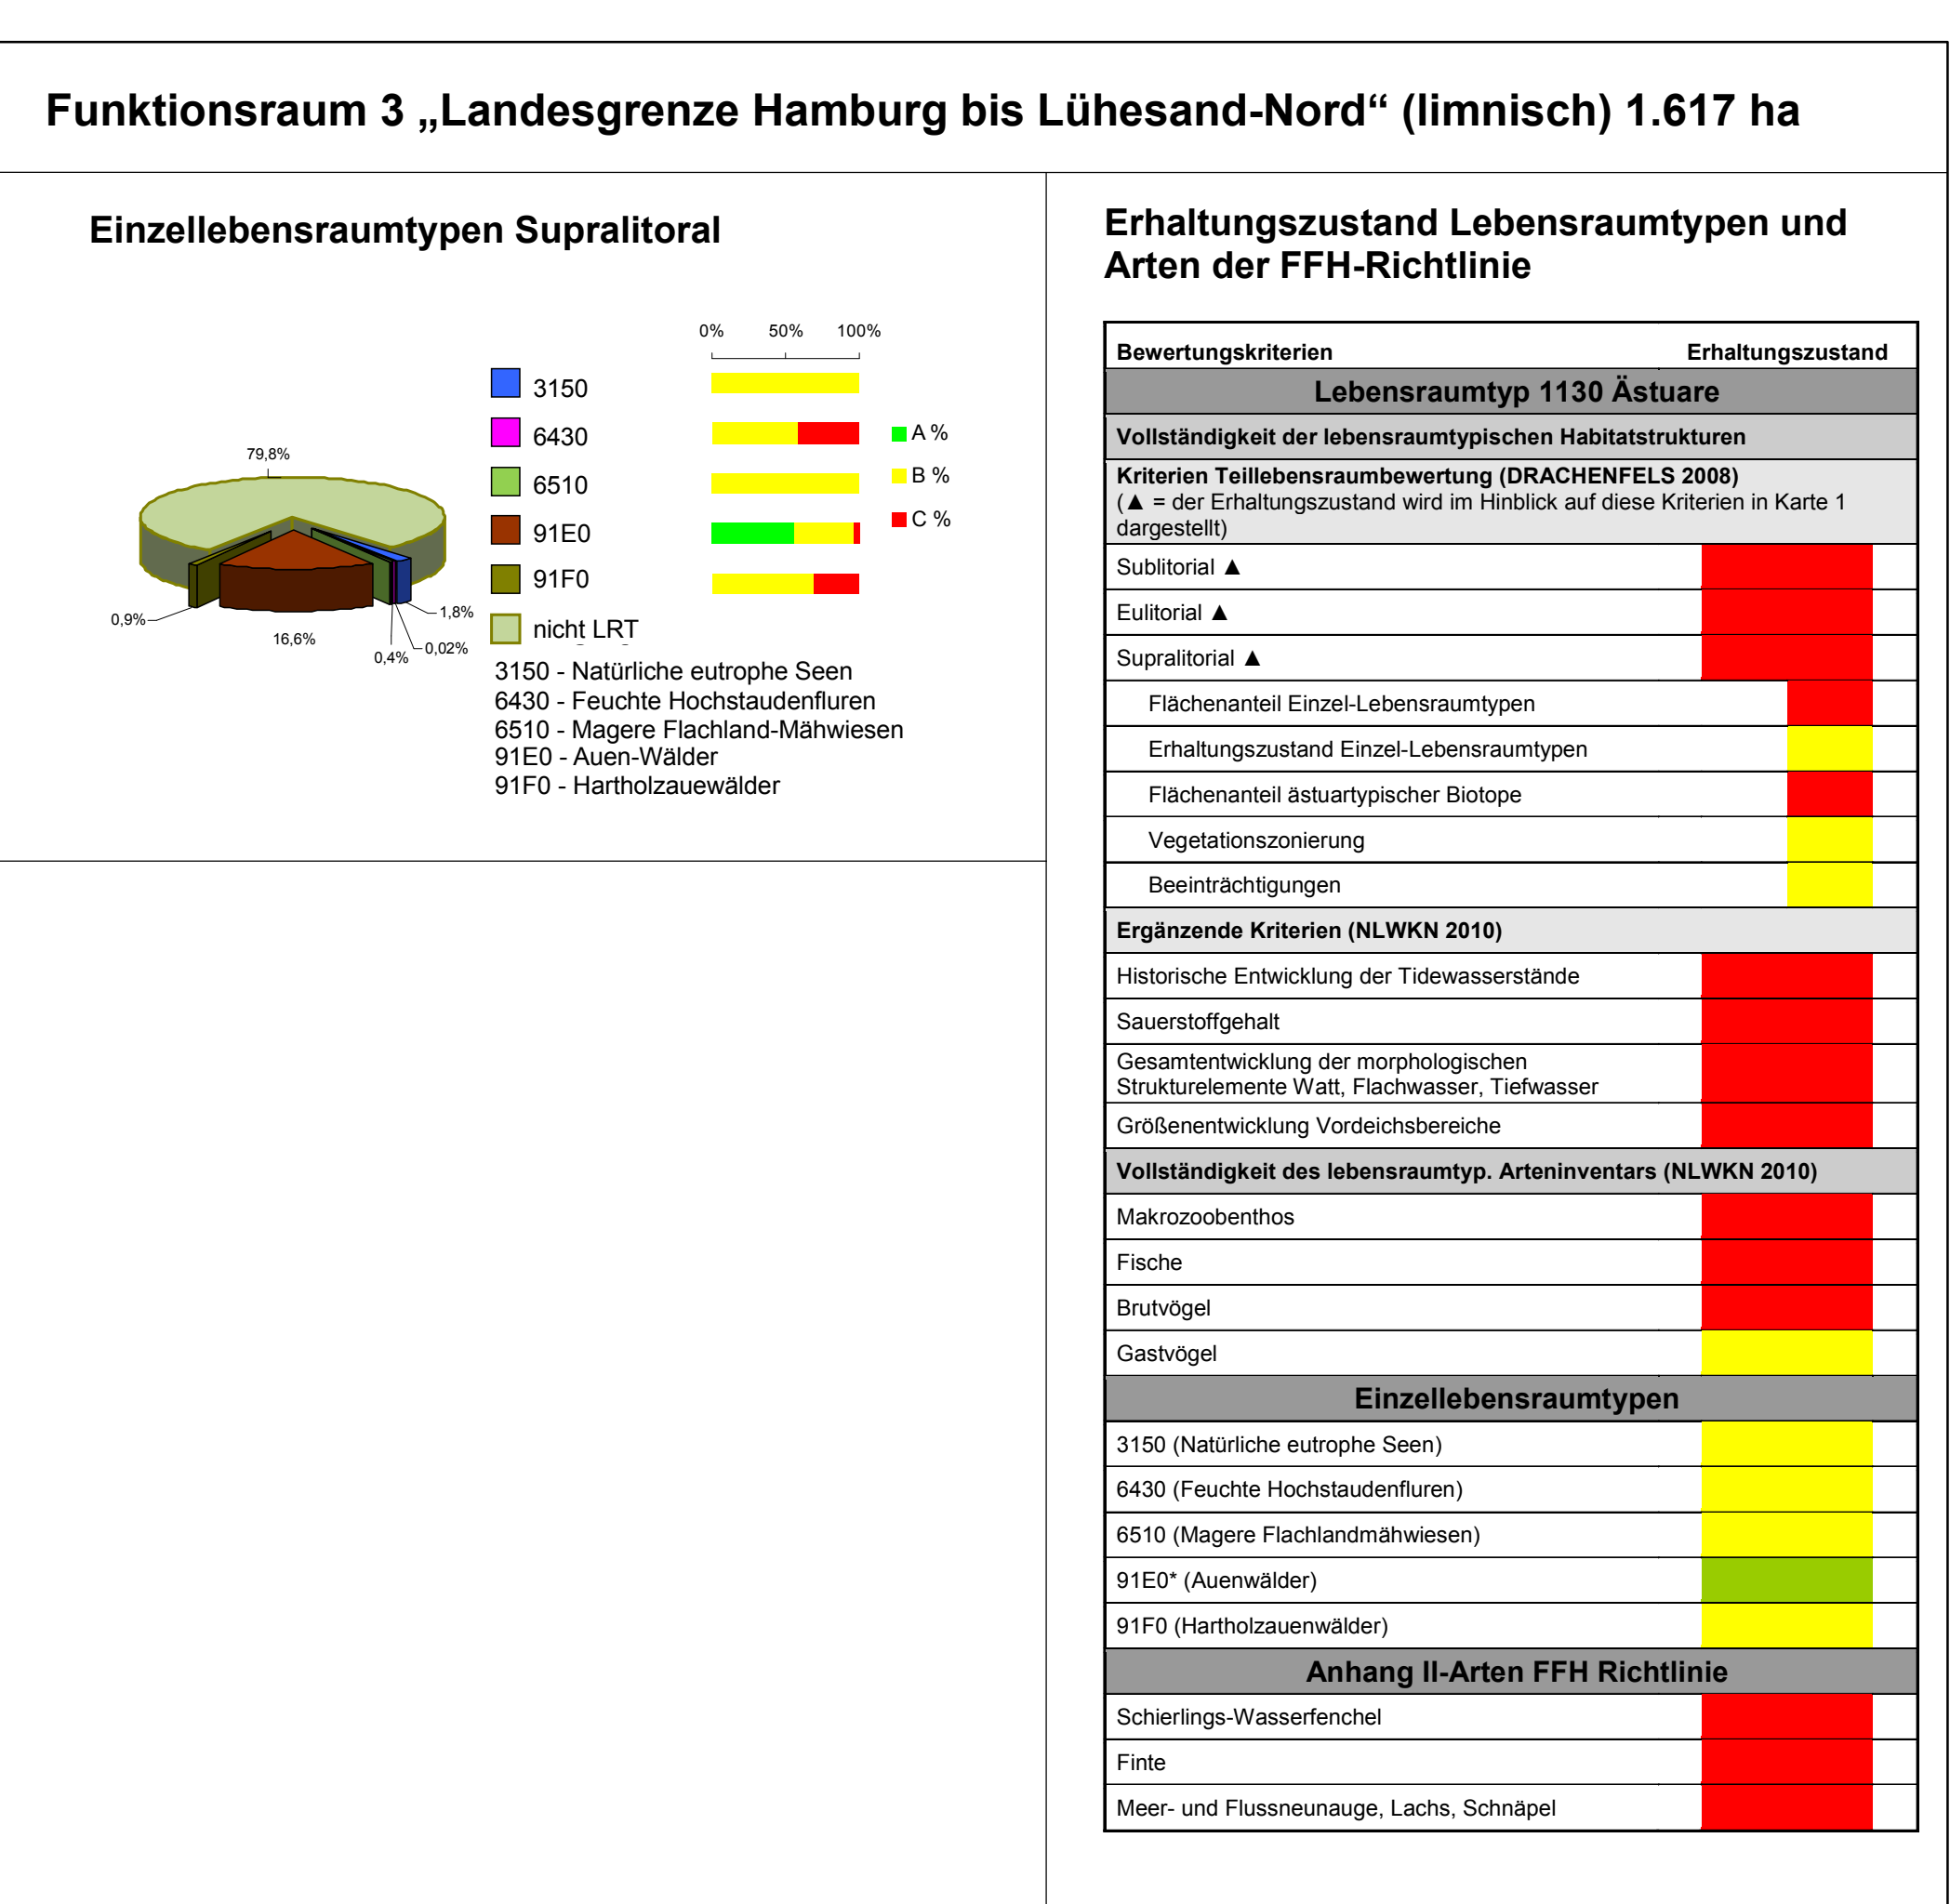 Funktionsraum 3 „Landesgrenze Hamburg bis Lühesand-Nord“ (limnisch) 1.617 ha
Einzellebensraumtypen Supralitoral
0% 50% 100%
3150
6430
6510
91E0
91F0
nicht LRT
A %
B %
C %
79,8%
0,9%
16,6%
0,4%
0,02%
1,8%
3150 - Natürliche eutrophe Seen
6430 - Feuchte Hochstaudenfluren
6510 - Magere Flachland-Mähwiesen
91E0 - Auen-Wälder
91F0 - Hartholzauewälder
Erhaltungszustand Lebensraumtypen und
Arten der FFH-Richtlinie
Bewertungskriterien Erhaltungszustand
Lebensraumtyp 1130 Ästuare
Vollständigkeit der lebensraumtypischen Habitatstrukturen
Kriterien Teillebensraumbewertung (DRACHENFELS 2008)
(▲ = der Erhaltungszustand wird im Hinblick auf diese Kriterien in Karte 1
dargestellt)
Sublitorial ▲
Eulitorial ▲
Supralitorial ▲
Flächenanteil Einzel-Lebensraumtypen
Erhaltungszustand Einzel-Lebensraumtypen
Flächenanteil ästuartypischer Biotope
Vegetationszonierung
Beeinträchtigungen
Ergänzende Kriterien (NLWKN 2010)
Historische Entwicklung der Tidewasserstände
Sauerstoffgehalt
Gesamtentwicklung der morphologischen
Strukturelemente Watt, Flachwasser, Tiefwasser
Größenentwicklung Vordeichsbereiche
Vollständigkeit des lebensraumtyp. Arteninventars (NLWKN 2010)
Makrozoobenthos
Fische
Brutvögel
Gastvögel
Einzellebensraumtypen
3150 (Natürliche eutrophe Seen)
6430 (Feuchte Hochstaudenfluren)
6510 (Magere Flachlandmähwiesen)
91E0* (Auenwälder)
91F0 (Hartholzauenwälder)
Anhang II-Arten FFH Richtlinie
Schierlings-Wasserfenchel
Finte
Meer- und Flussneunauge, Lachs, Schnäpel